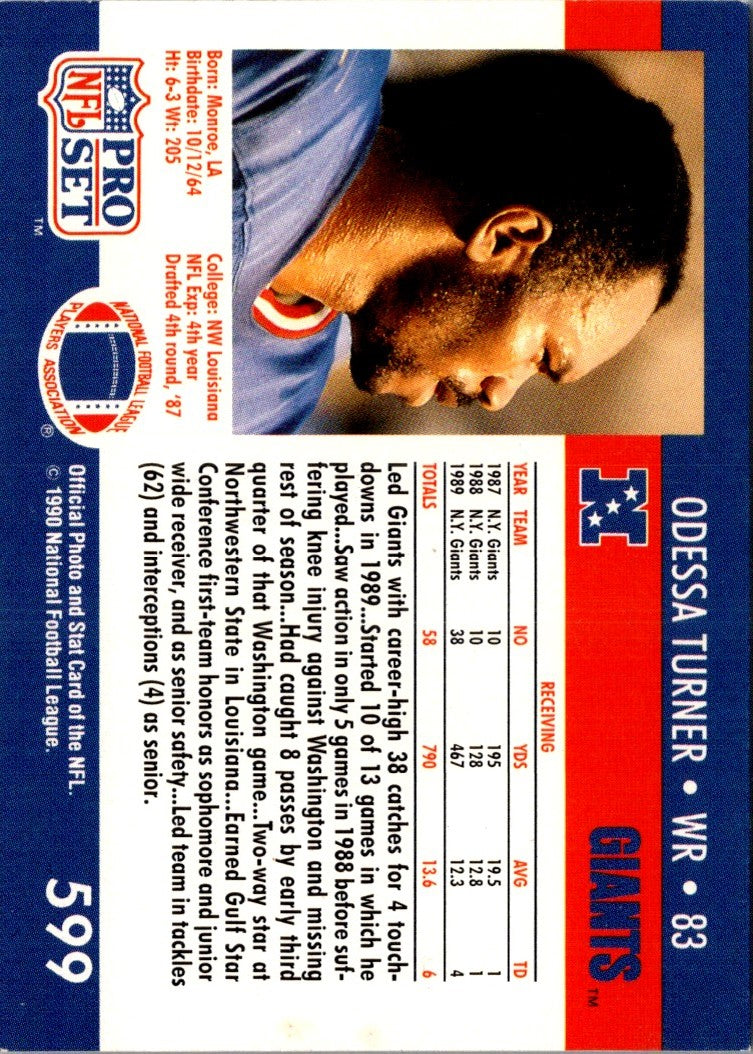 ODESSA TURNER • WR • 83
GIANTS™
N
RECEIVING
YEAR TEAM NO YDS AVG TD
1987 N.Y. Giants 10 195 19.5 1
1988 N.Y. Giants 10 128 12.8 1
1989 N.Y. Giants 38 467 12.3 4
TOTALS 58 790 13.6 6
Led Giants with career-high 38 catches for 4 touch-
downs in 1989...Started 10 of 13 games in which he
played...Saw action in only 5 games in 1988 before suf-
fering knee injury against Washington and missing
rest of season...Had caught 8 passes by early third
quarter of that Washington game...Two-way star at
Northwestern State in Louisiana...Earned Gulf Star
Conference first-team honors as sophomore and junior
wide receiver, and as senior safety...Led team in tackles
(62) and interceptions (4) as senior.
Born: Monroe, LA
Birthdate: 10/12/64
Ht: 6-3 Wt: 205
College: NW Louisiana
NFL Exp: 4th year
Drafted 4th round, '87
PRO
NFL SET
™
NATIONAL FOOTBALL LEAGUE
PLAYERS ASSOCIATION
®
Official Photo and Stat Card of the NFL.
© 1990 National Football League.
599